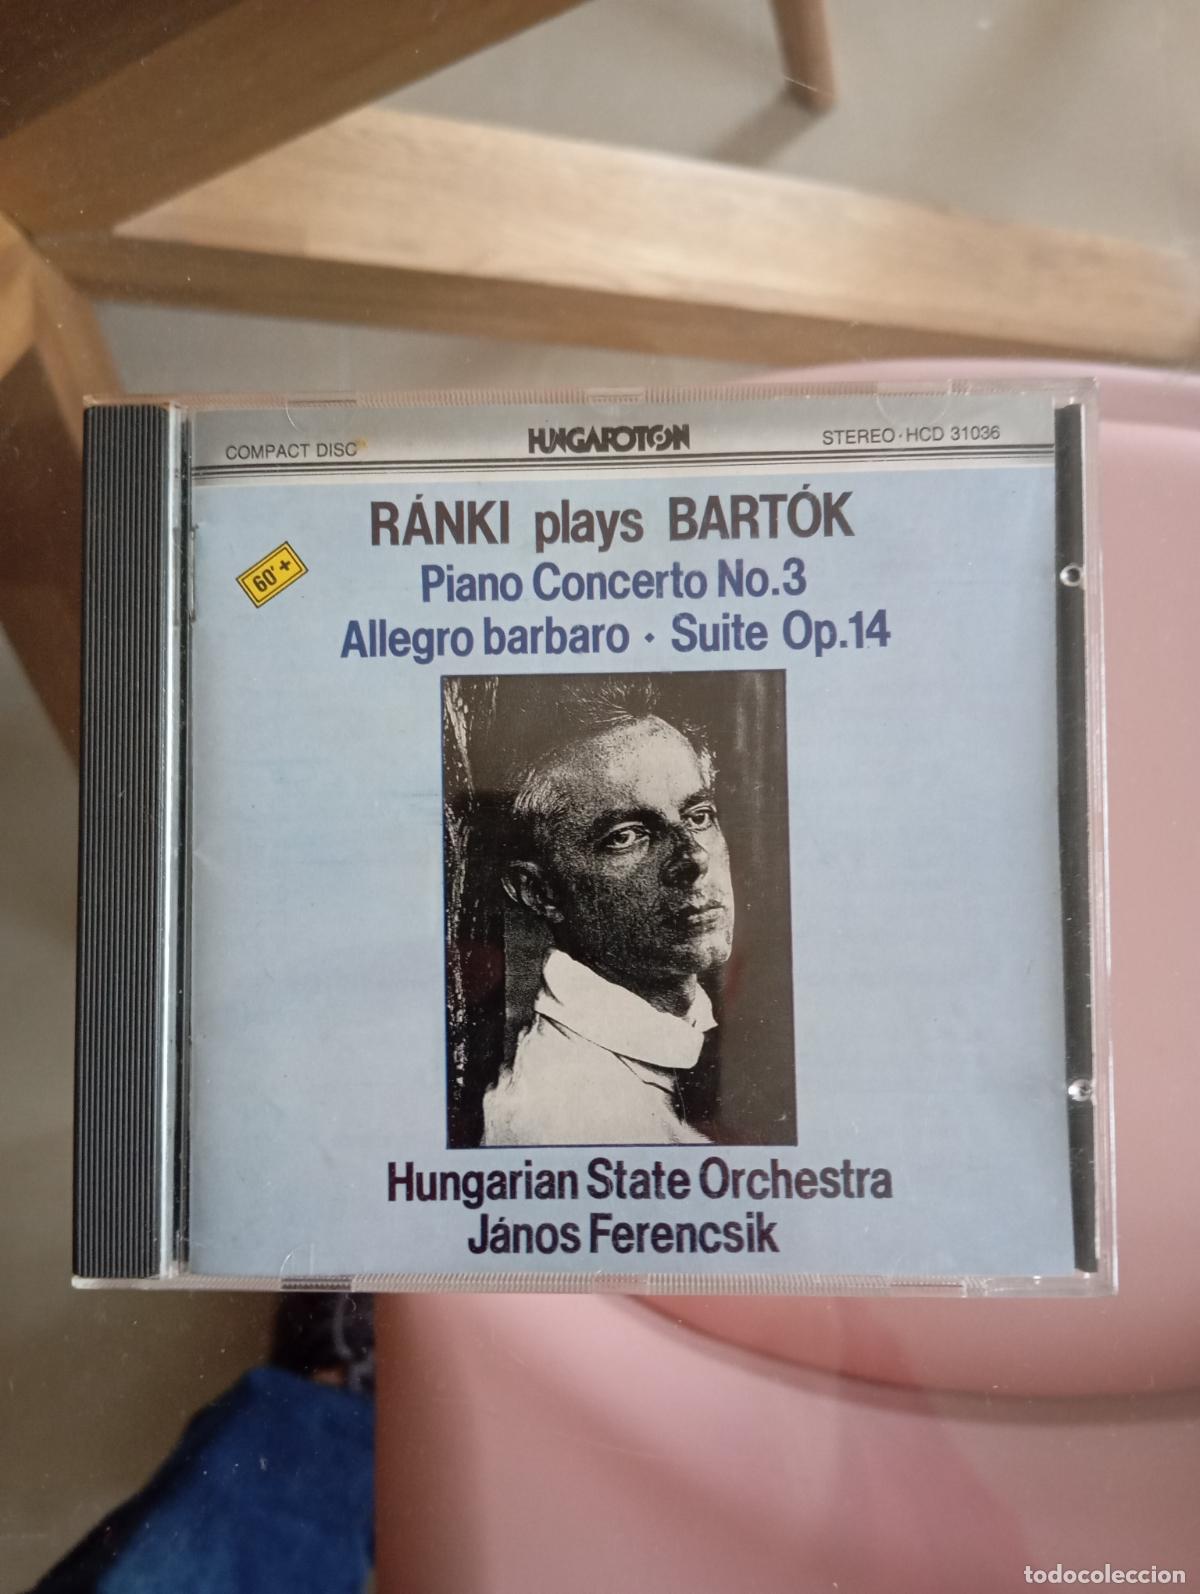 COMPACT DISC
HUNGAROTON
STEREO · HCD 31036
RÁNKI plays BARTÓK
60'+
Piano Concerto No.3
Allegro barbaro · Suite Op.14
Hungarian State Orchestra
János Ferencsik
todocoleccion